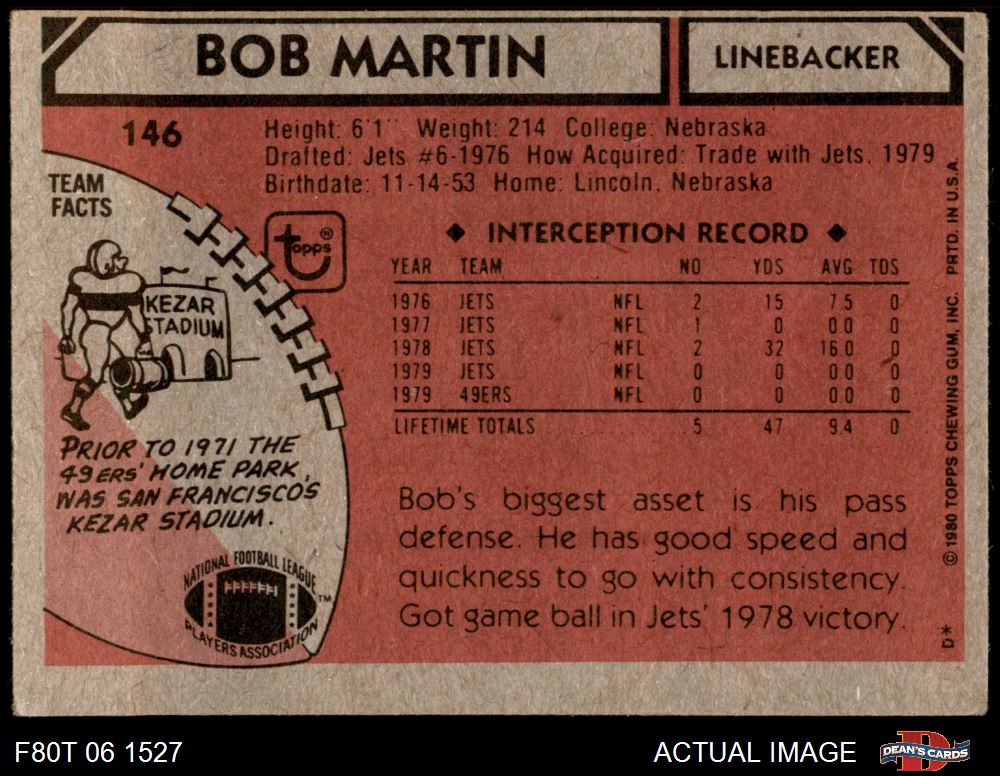 BOB MARTIN
LINEBACKER
146
Height: 6'1" Weight: 214 College: Nebraska
Drafted: Jets #6-1976 How Acquired: Trade with Jets, 1979
Birthdate: 11-14-53 Home: Lincoln, Nebraska
TEAM
FACTS
topps ®
KEZAR
STADIUM
PRIOR TO 1971 THE
49ERS' HOME PARK
WAS SAN FRANCISCO'S
KEZAR STADIUM.
NATIONAL FOOTBALL LEAGUE
PLAYERS ASSOCIATION
TM
◆ INTERCEPTION RECORD ◆
YEAR TEAM NO YDS AVG TDS
1976 JETS NFL 2 15 7.5 0
1977 JETS NFL 1 0 0.0 0
1978 JETS NFL 2 32 16.0 0
1979 JETS NFL 0 0 0.0 0
1979 49ERS NFL 0 0 0.0 0
LIFETIME TOTALS 5 47 9.4 0
Bob's biggest asset is his pass
defense. He has good speed and
quickness to go with consistency.
Got game ball in Jets' 1978 victory.
D* ©1980 TOPPS CHEWING GUM, INC. PRTD. IN U.S.A.
F80T 06 1527
ACTUAL IMAGE
DEAN'S CARDS